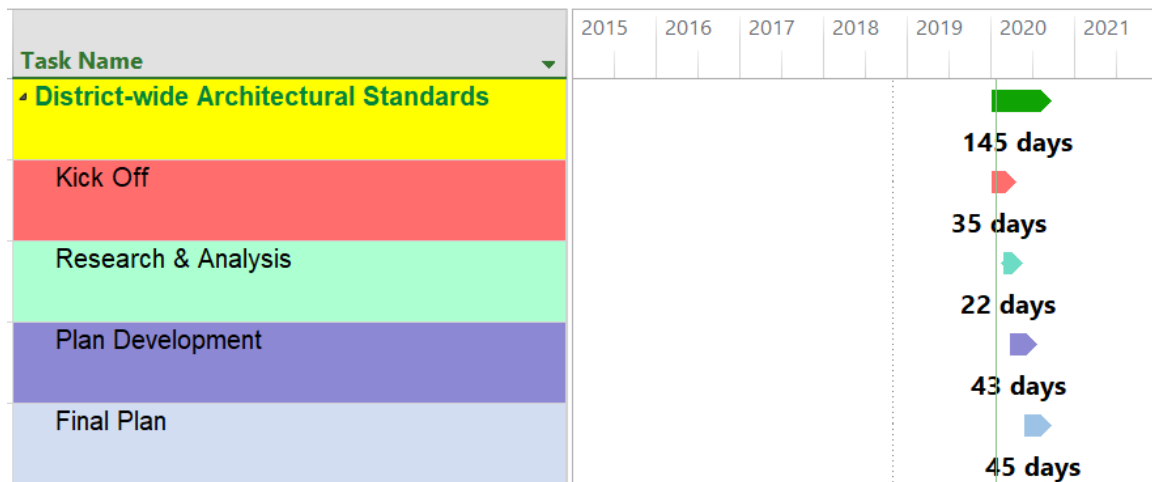 2015 2016 2017 2018 2019 2020 2021
Task Name
District-wide Architectural Standards
145 days
Kick Off
35 days
Research & Analysis
22 days
Plan Development
43 days
Final Plan
45 days